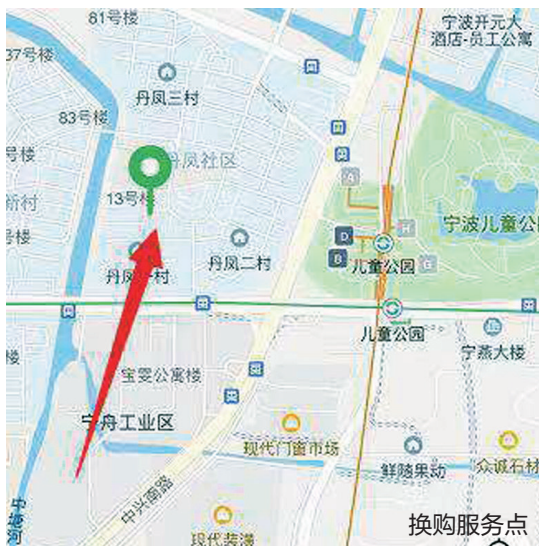 81号楼
宁波开元大
酒店-员工公寓
37号楼
丹凤三村
83号楼
号楼
丹凤社区
A
13号楼
新村
宁波儿童公
号楼
H
D
丹凤二村
B
G
儿童公园
丹凤一村
儿童公园
宁燕大楼
楼
宝雯公寓楼
宁舟工业区
现代门窗市场
鲜陵果动
众诚石材
中兴南路
换购服务点
现代装潢